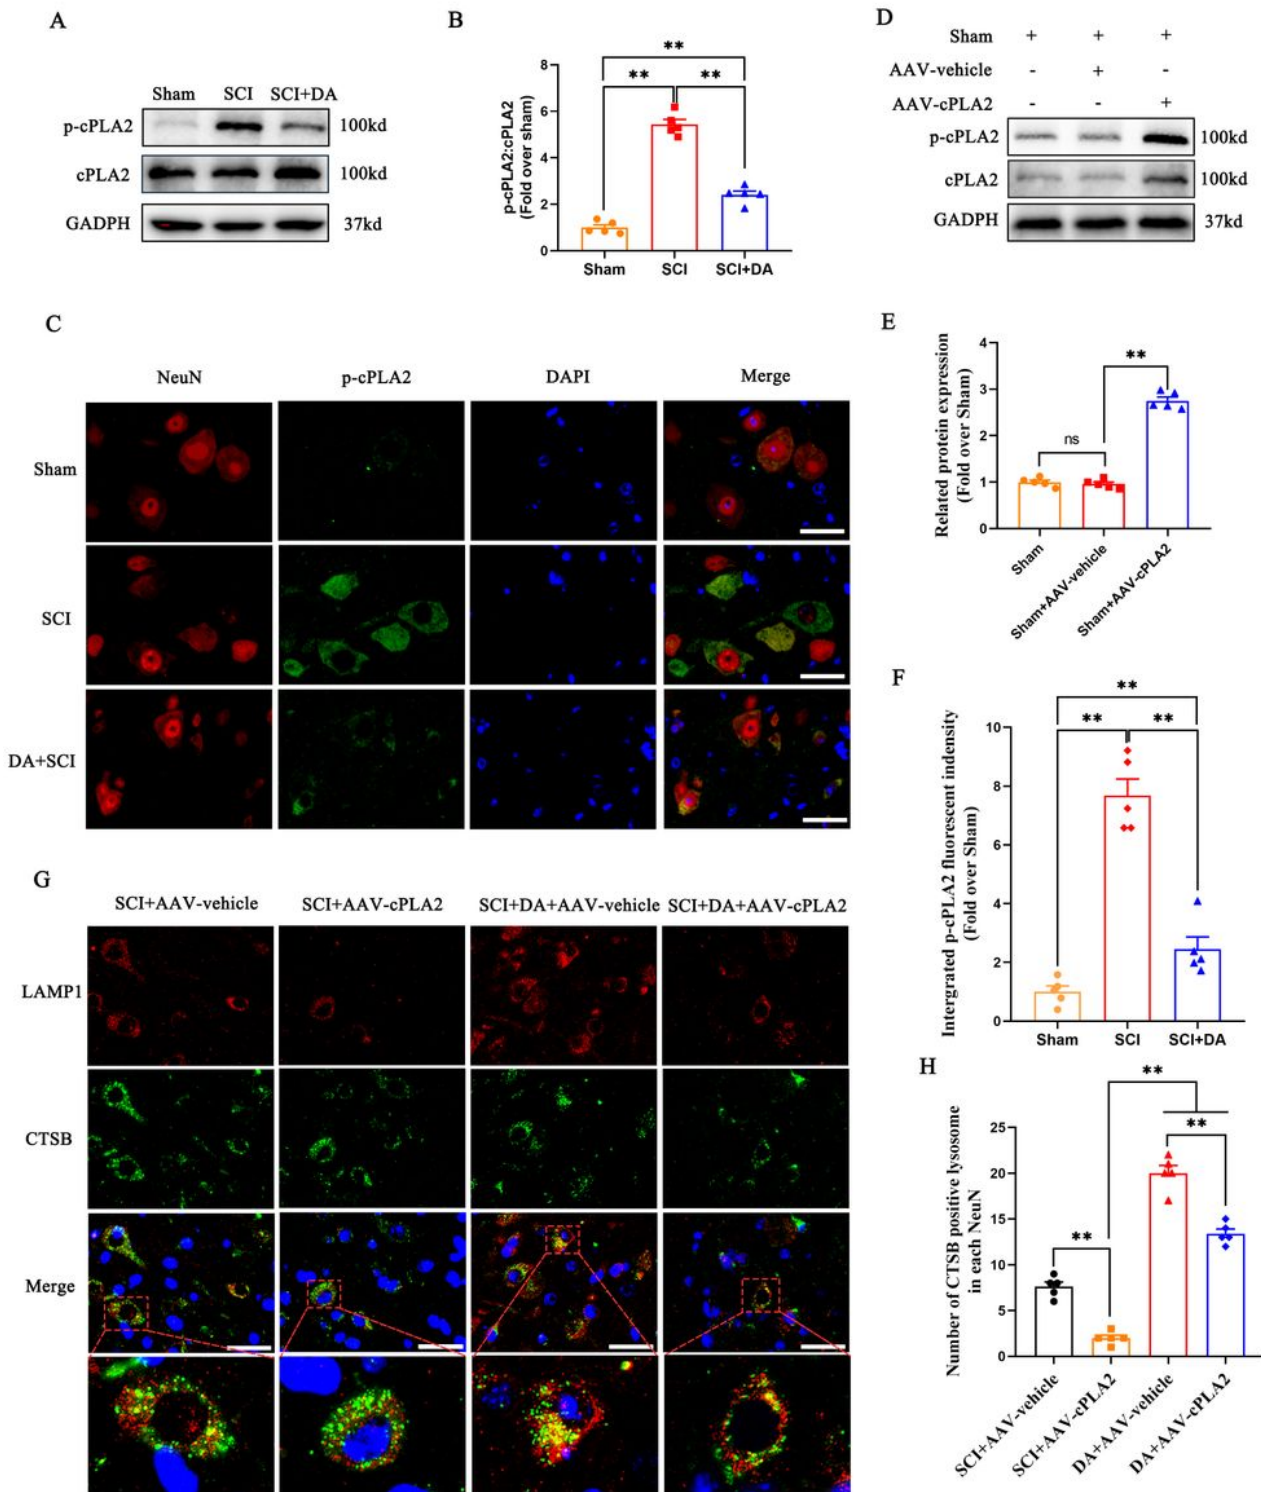 A
Sham SCI SCI+DA
p-cPLA2 100kd
cPLA2 100kd
GADPH 37kd
B
**
** **
8
6
4
2
0
p-cPLA2:cPLA2
(Fold over sham)
Sham SCI SCI+DA
D
Sham + + +
AAV-vehicle - + -
AAV-cPLA2 - - +
p-cPLA2 100kd
cPLA2 100kd
GADPH 37kd
C
NeuN p-cPLA2 DAPI Merge
Sham
SCI
DA+SCI
E
Related protein expression
(Fold over Sham)
4
3
2
1
0
ns
**
Sham
Sham+AAV-vehicle
Sham+AAV-cPLA2
F
Intergrated p-cPLA2 fluorescent indensity
(Fold over Sham)
**
** **
10
8
6
4
2
0
Sham SCI SCI+DA
G
SCI+AAV-vehicle SCI+AAV-cPLA2 SCI+DA+AAV-vehicle SCI+DA+AAV-cPLA2
LAMP1
CTSB
Merge
H
Number of CTSB positive lysosome
in each NeuN
**
**
**
25
20
15
10
5
0
SCI+AAV-vehicle
SCI+AAV-cPLA2
DA+AAV-vehicle
DA+AAV-cPLA2